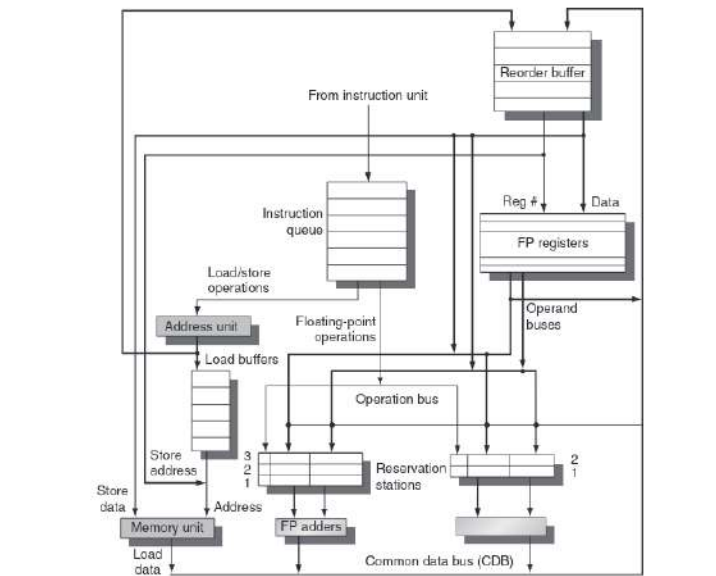 Reorder buffer
From instruction unit
Reg #
Data
Instruction
queue
FP registers
Load/store
operations
Operand
buses
Address unit
Floating-point
operations
Load buffers
Operation bus
Store
address
3
2
1
Reservation
stations
2
1
Store
data
Address
Memory unit
FP adders
Load
data
Common data bus (CDB)